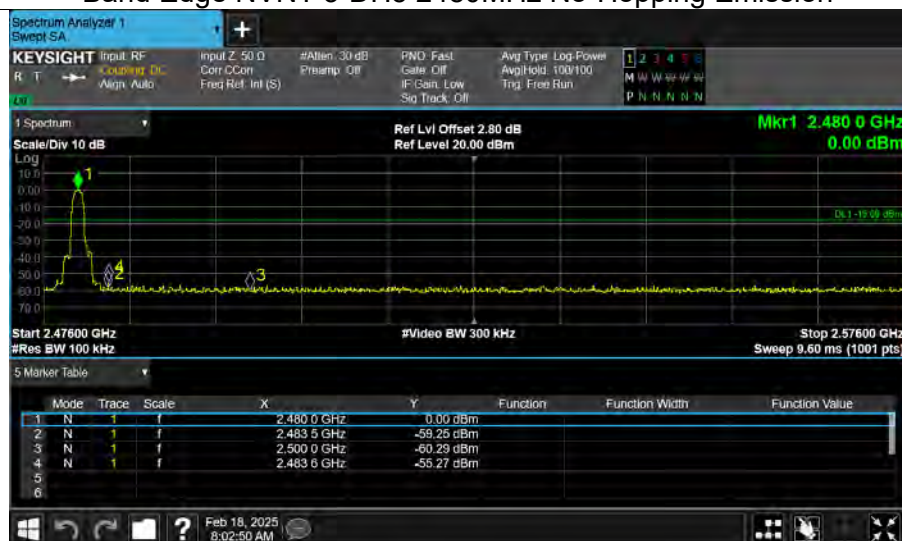 Band Edge NVNT 3-DH5 2480MHz No-Hopping Emission
Spectrum Analyzer 1
Swept SA
+
KEYSIGHT Input: RF Input Z: 50 Ω #Atten: 30 dB PNO: Fast Avg Type: Log-Power 1 2 3 4 5 6
R T Coupling: DC Corr CCorr Preamp: Off Gate: Off Avg|Hold: 100/100 M W W W W W
Align: Auto Freq Ref: Int (S) IF Gain: Low Trig: Free Run
Sig Track: Off P N N N N N
1 Spectrum
Ref Lvl Offset 2.80 dB Mkr1 2.480 0 GHz
Scale/Div 10 dB Ref Level 20.00 dBm 0.00 dBm
Log
10.0
1
0.00
-10.0
-20.0
-30.0
-40.0
-50.0
4
2
3
-60.0
-70.0
Start 2.47600 GHz #Video BW 300 kHz Stop 2.57600 GHz
#Res BW 100 kHz Sweep 9.60 ms (1001 pts)
5 Marker Table
Mode Trace Scale X Y Function Function Width Function Value
1 N 1 f 2.480 0 GHz 0.00 dBm
2 N 1 f 2.483 5 GHz -59.25 dBm
3 N 1 f 2.500 0 GHz -60.29 dBm
4 N 1 f 2.483 6 GHz -55.27 dBm
5
6
? Feb 18, 2025
8:02:50 AM